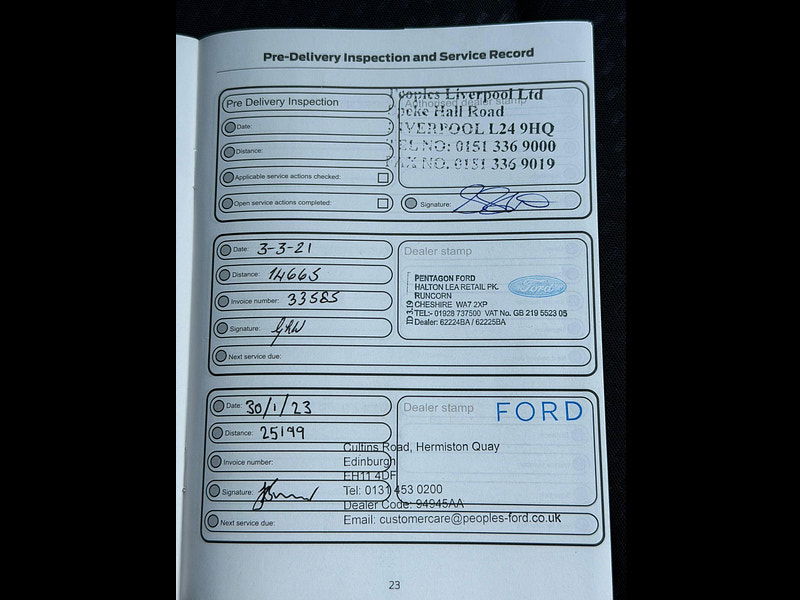 Pre-Delivery Inspection and Service Record
Pre Delivery Inspection
Date:
Distance:
Applicable service actions checked:
Open service actions completed:
Authorised dealer stamp
Peoples Liverpool Ltd
Speke Hall Road
LIVERPOOL L24 9HQ
TEL NO: 0151 336 9000
FAX NO. 0151 336 9019
Signature:
Date: 3-3-21
Distance: 14665
Invoice number: 33585
Signature:
Next service due:
Dealer stamp
PENTAGON FORD
HALTON LEA RETAIL PK.
RUNCORN
CHESHIRE WA7 2XP
TEL:- 01928 737500 VAT No. GB 219 5523 05
Dealer: 62224BA / 62225BA
ID 3.19
Ford
Date: 30/1/23
Distance: 25199
Invoice number:
Signature:
Next service due:
Dealer stamp
FORD
Cultins Road, Hermiston Quay
Edinburgh
EH11 4DF
Tel: 0131 453 0200
Dealer Code: 94945AA
Email: customercare@peoples-ford.co.uk
23